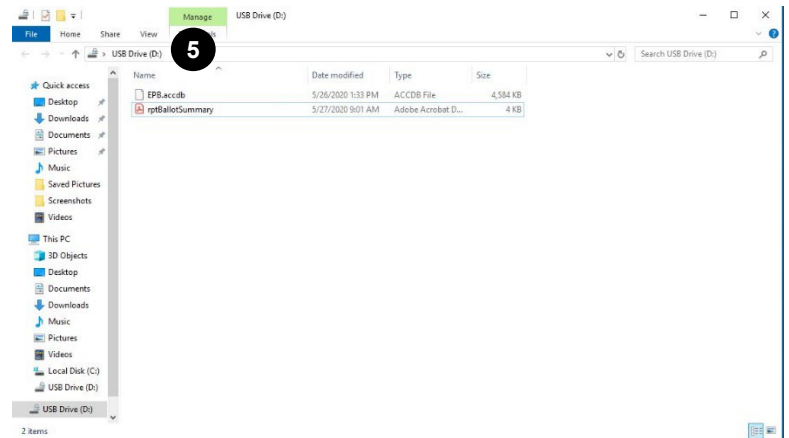 Manage USB Drive (D:)
File Home Share View
USB Drive (D:) Search USB Drive (D:)
5
Name Date modified Type Size
EPB.accdb 5/26/2020 1:33 PM ACCDB File 4,584 KB
rptBallotSummary 5/27/2020 9:01 AM Adobe Acrobat D... 4 KB
Quick access
Desktop
Downloads
Documents
Pictures
Music
Saved Pictures
Screenshots
Videos
This PC
3D Objects
Desktop
Documents
Downloads
Music
Pictures
Videos
Local Disk (C:)
USB Drive (D:)
USB Drive (D:)
2 items